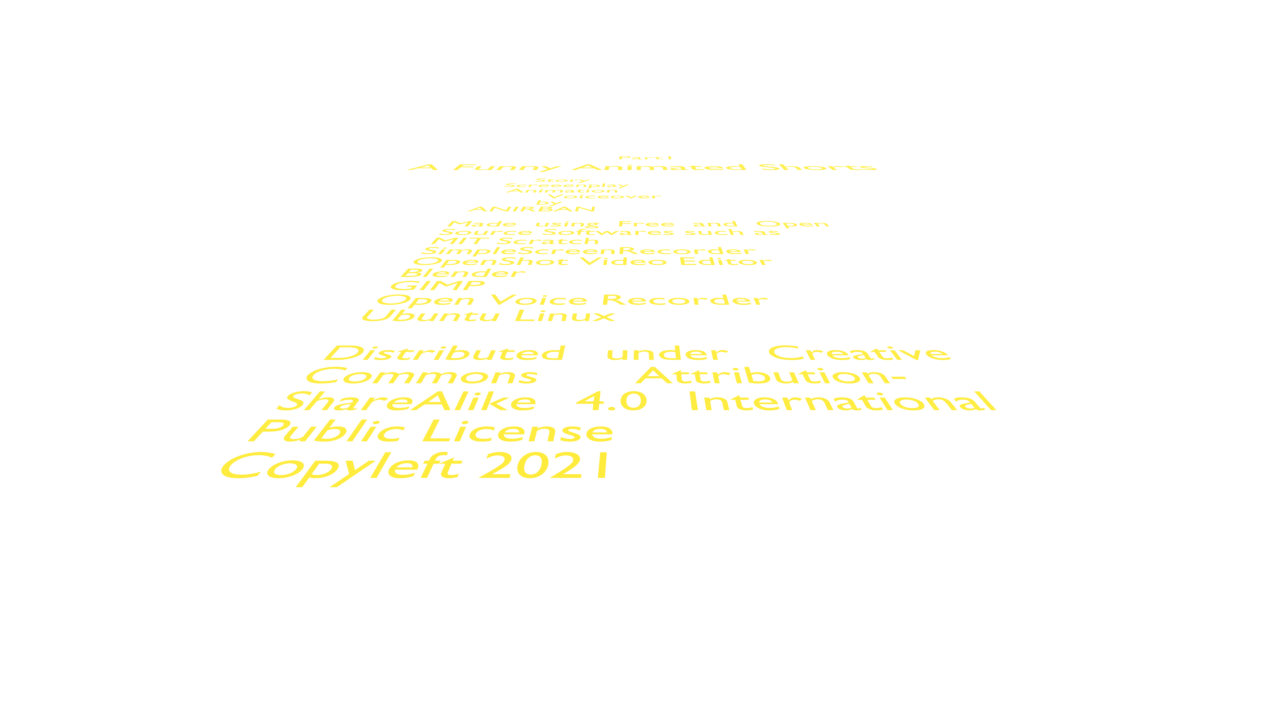 Part I
A Funny Animated Shorts
Story
Screeenplay
Animation
Voiceover
by
ANIRBAN
Made using Free and Open
Source Softwares such as
MIT Scratch
SimpleScreenRecorder
OpenShot Video Editor
Blender
GIMP
Open Voice Recorder
Ubuntu Linux
Distributed under Creative
Commons Attribution-
ShareAlike 4.0 International
Public License
Copyleft 2021